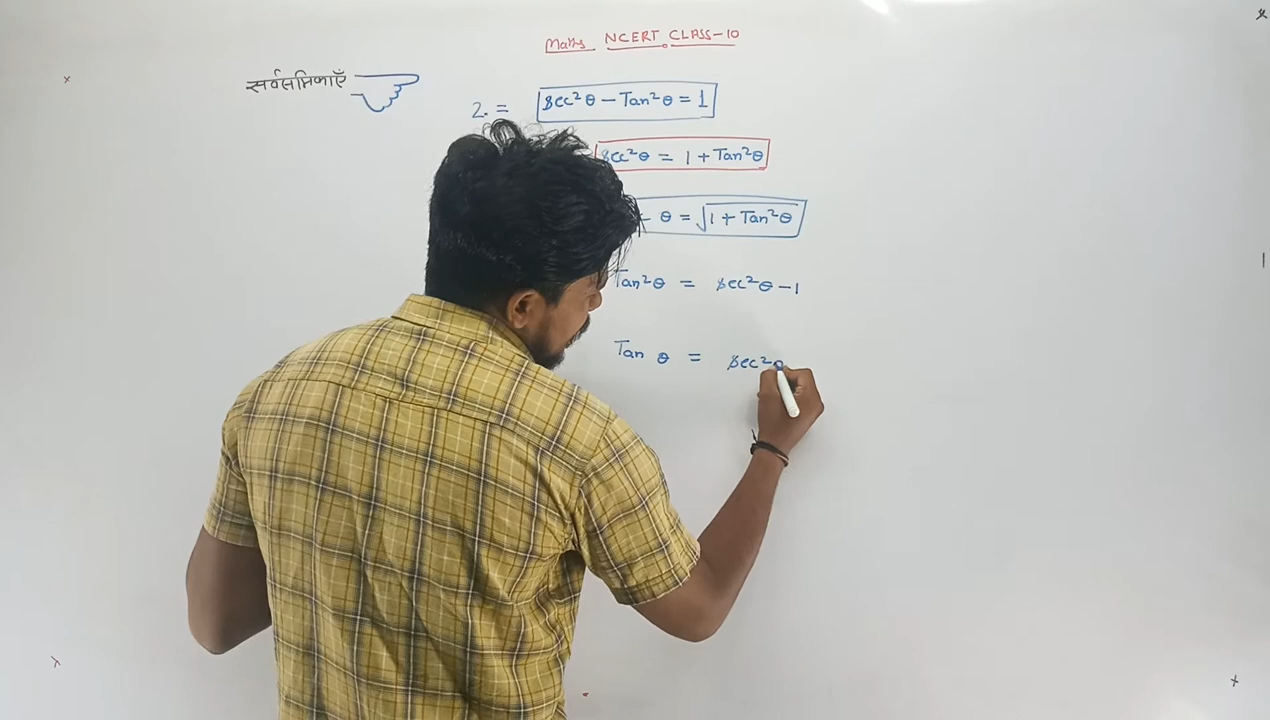 Maths NCERT CLASS-10
सर्वसमिकाएँ
2. = Sec²θ – Tan²θ = 1
Sec²θ = 1 + Tan²θ
θ = √1 + Tan²θ
Tan²θ = Sec²θ – 1
Tan θ = Sec²θ